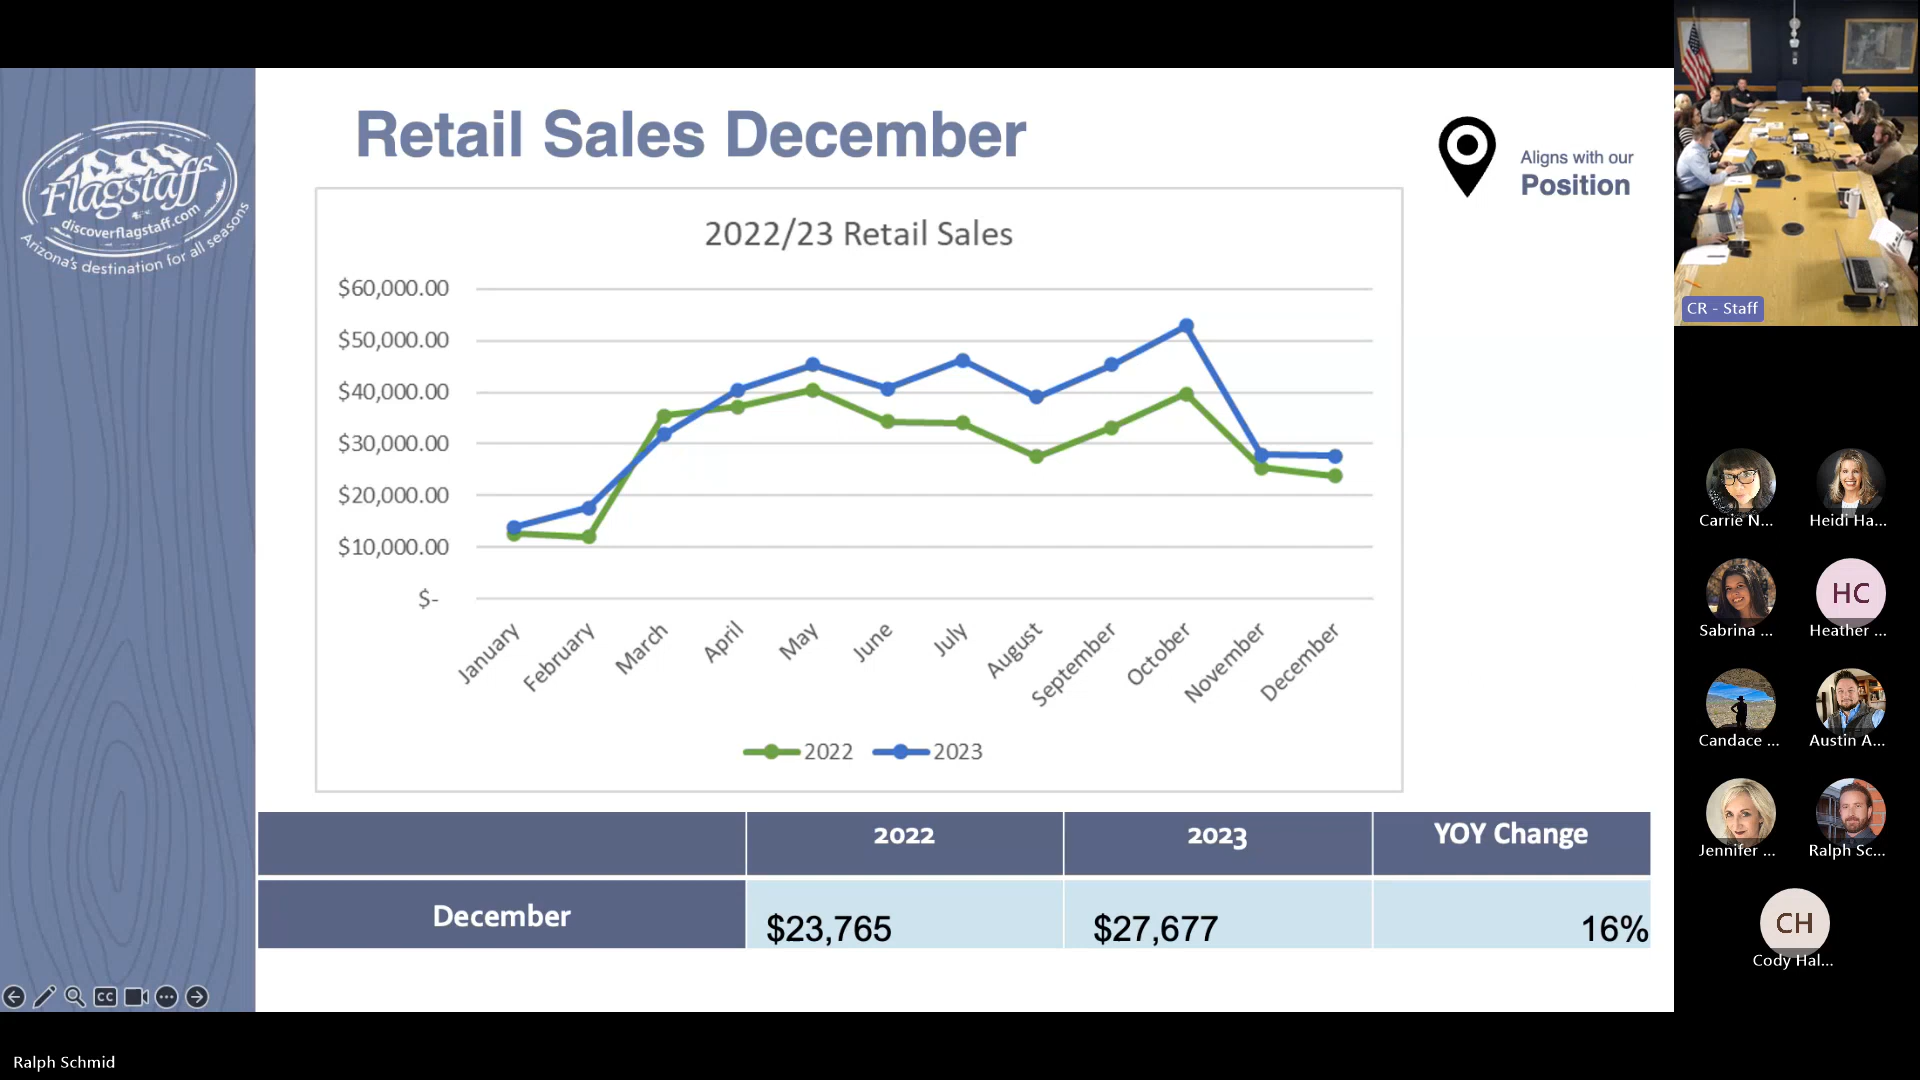 Flagstaff
discoverflagstaff.com
Arizona's destination for all seasons
Retail Sales December
Aligns with our
Position
2022/23 Retail Sales
$60,000.00
$50,000.00
$40,000.00
$30,000.00
$20,000.00
$10,000.00
$-
January
February
March
April
May
June
July
August
September
October
November
December
2022
2023
2022 2023 YOY Change
December $23,765 $27,677 16%
CR - Staff
Carrie N...
Heidi Ha...
Sabrina ...
HC
Heather ...
Candace ...
Austin A...
Jennifer ...
Ralph Sc...
CH
Cody Hal...
CC
Ralph Schmid